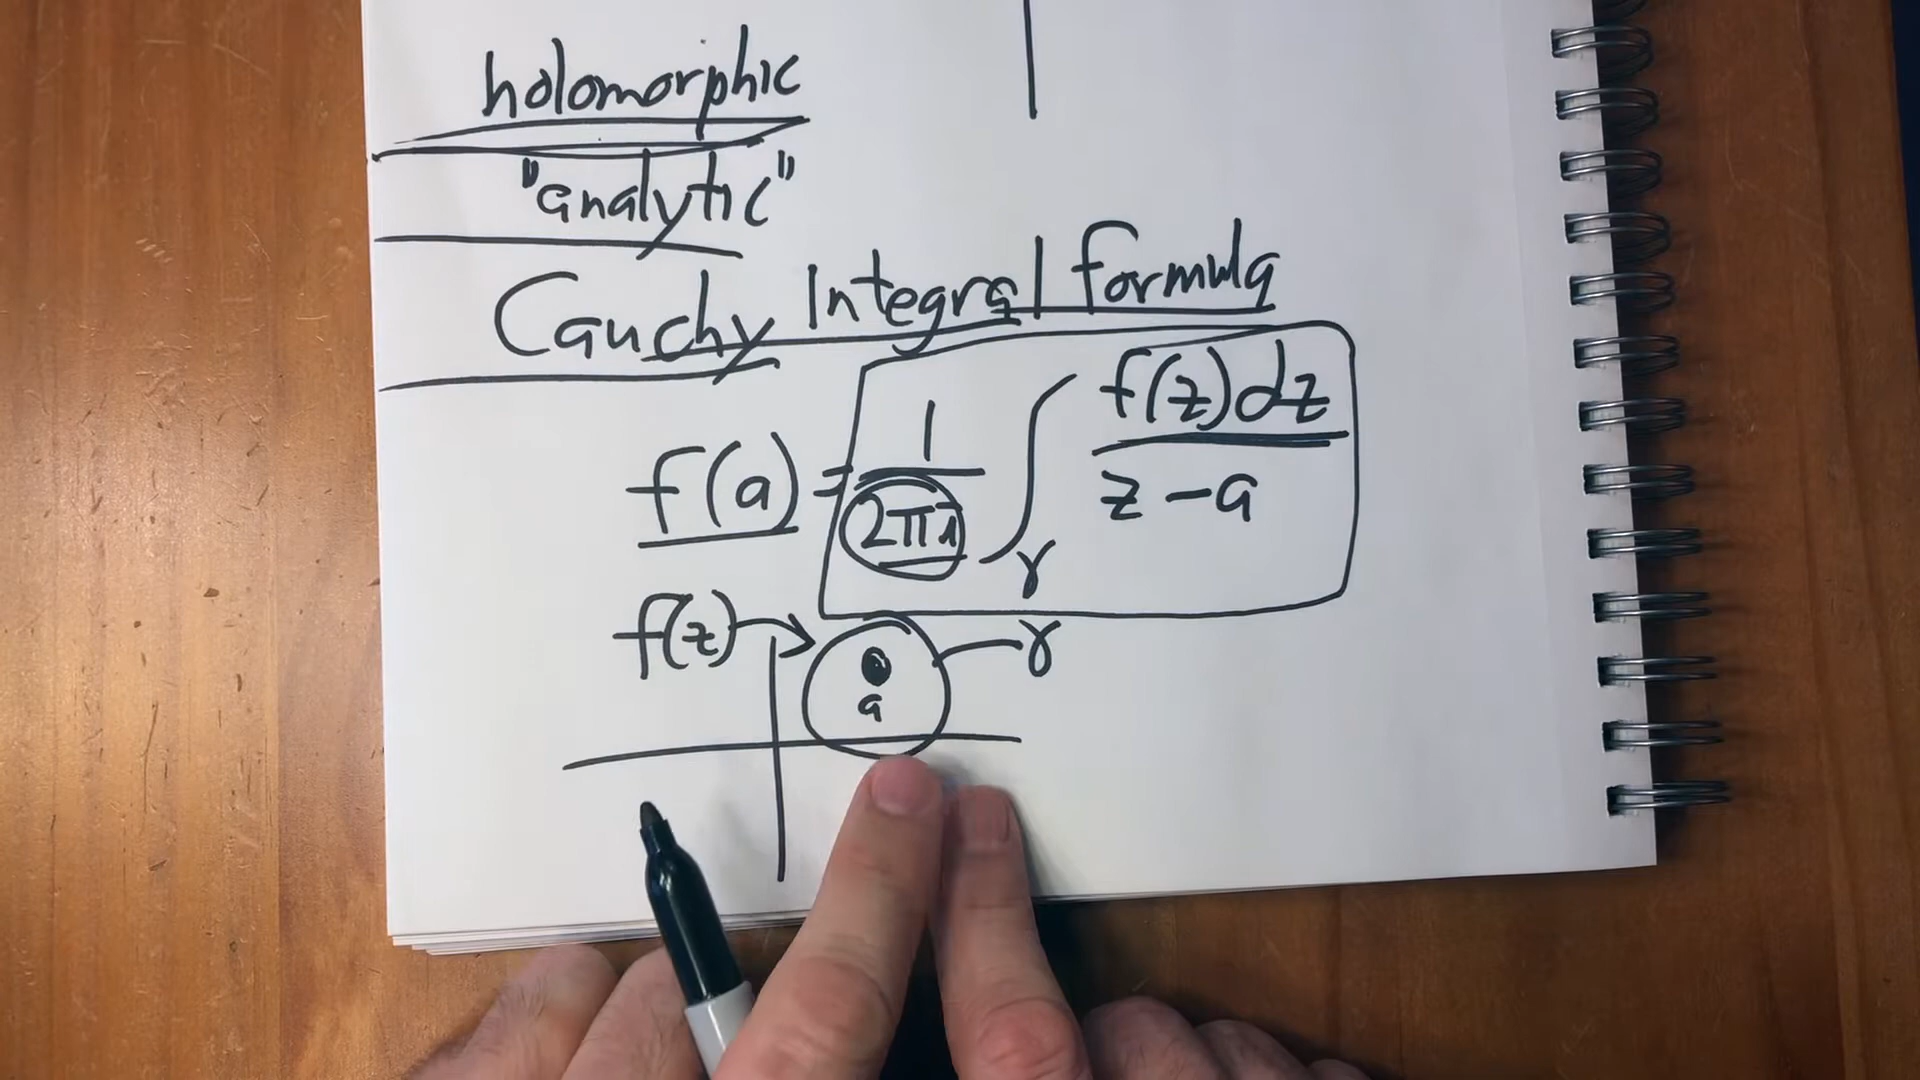 holomorphic
"analytic"
Cauchy Integral formula
f(a) = 1/2πi ∫γ f(z)dz/z-a
f(z) → a γ